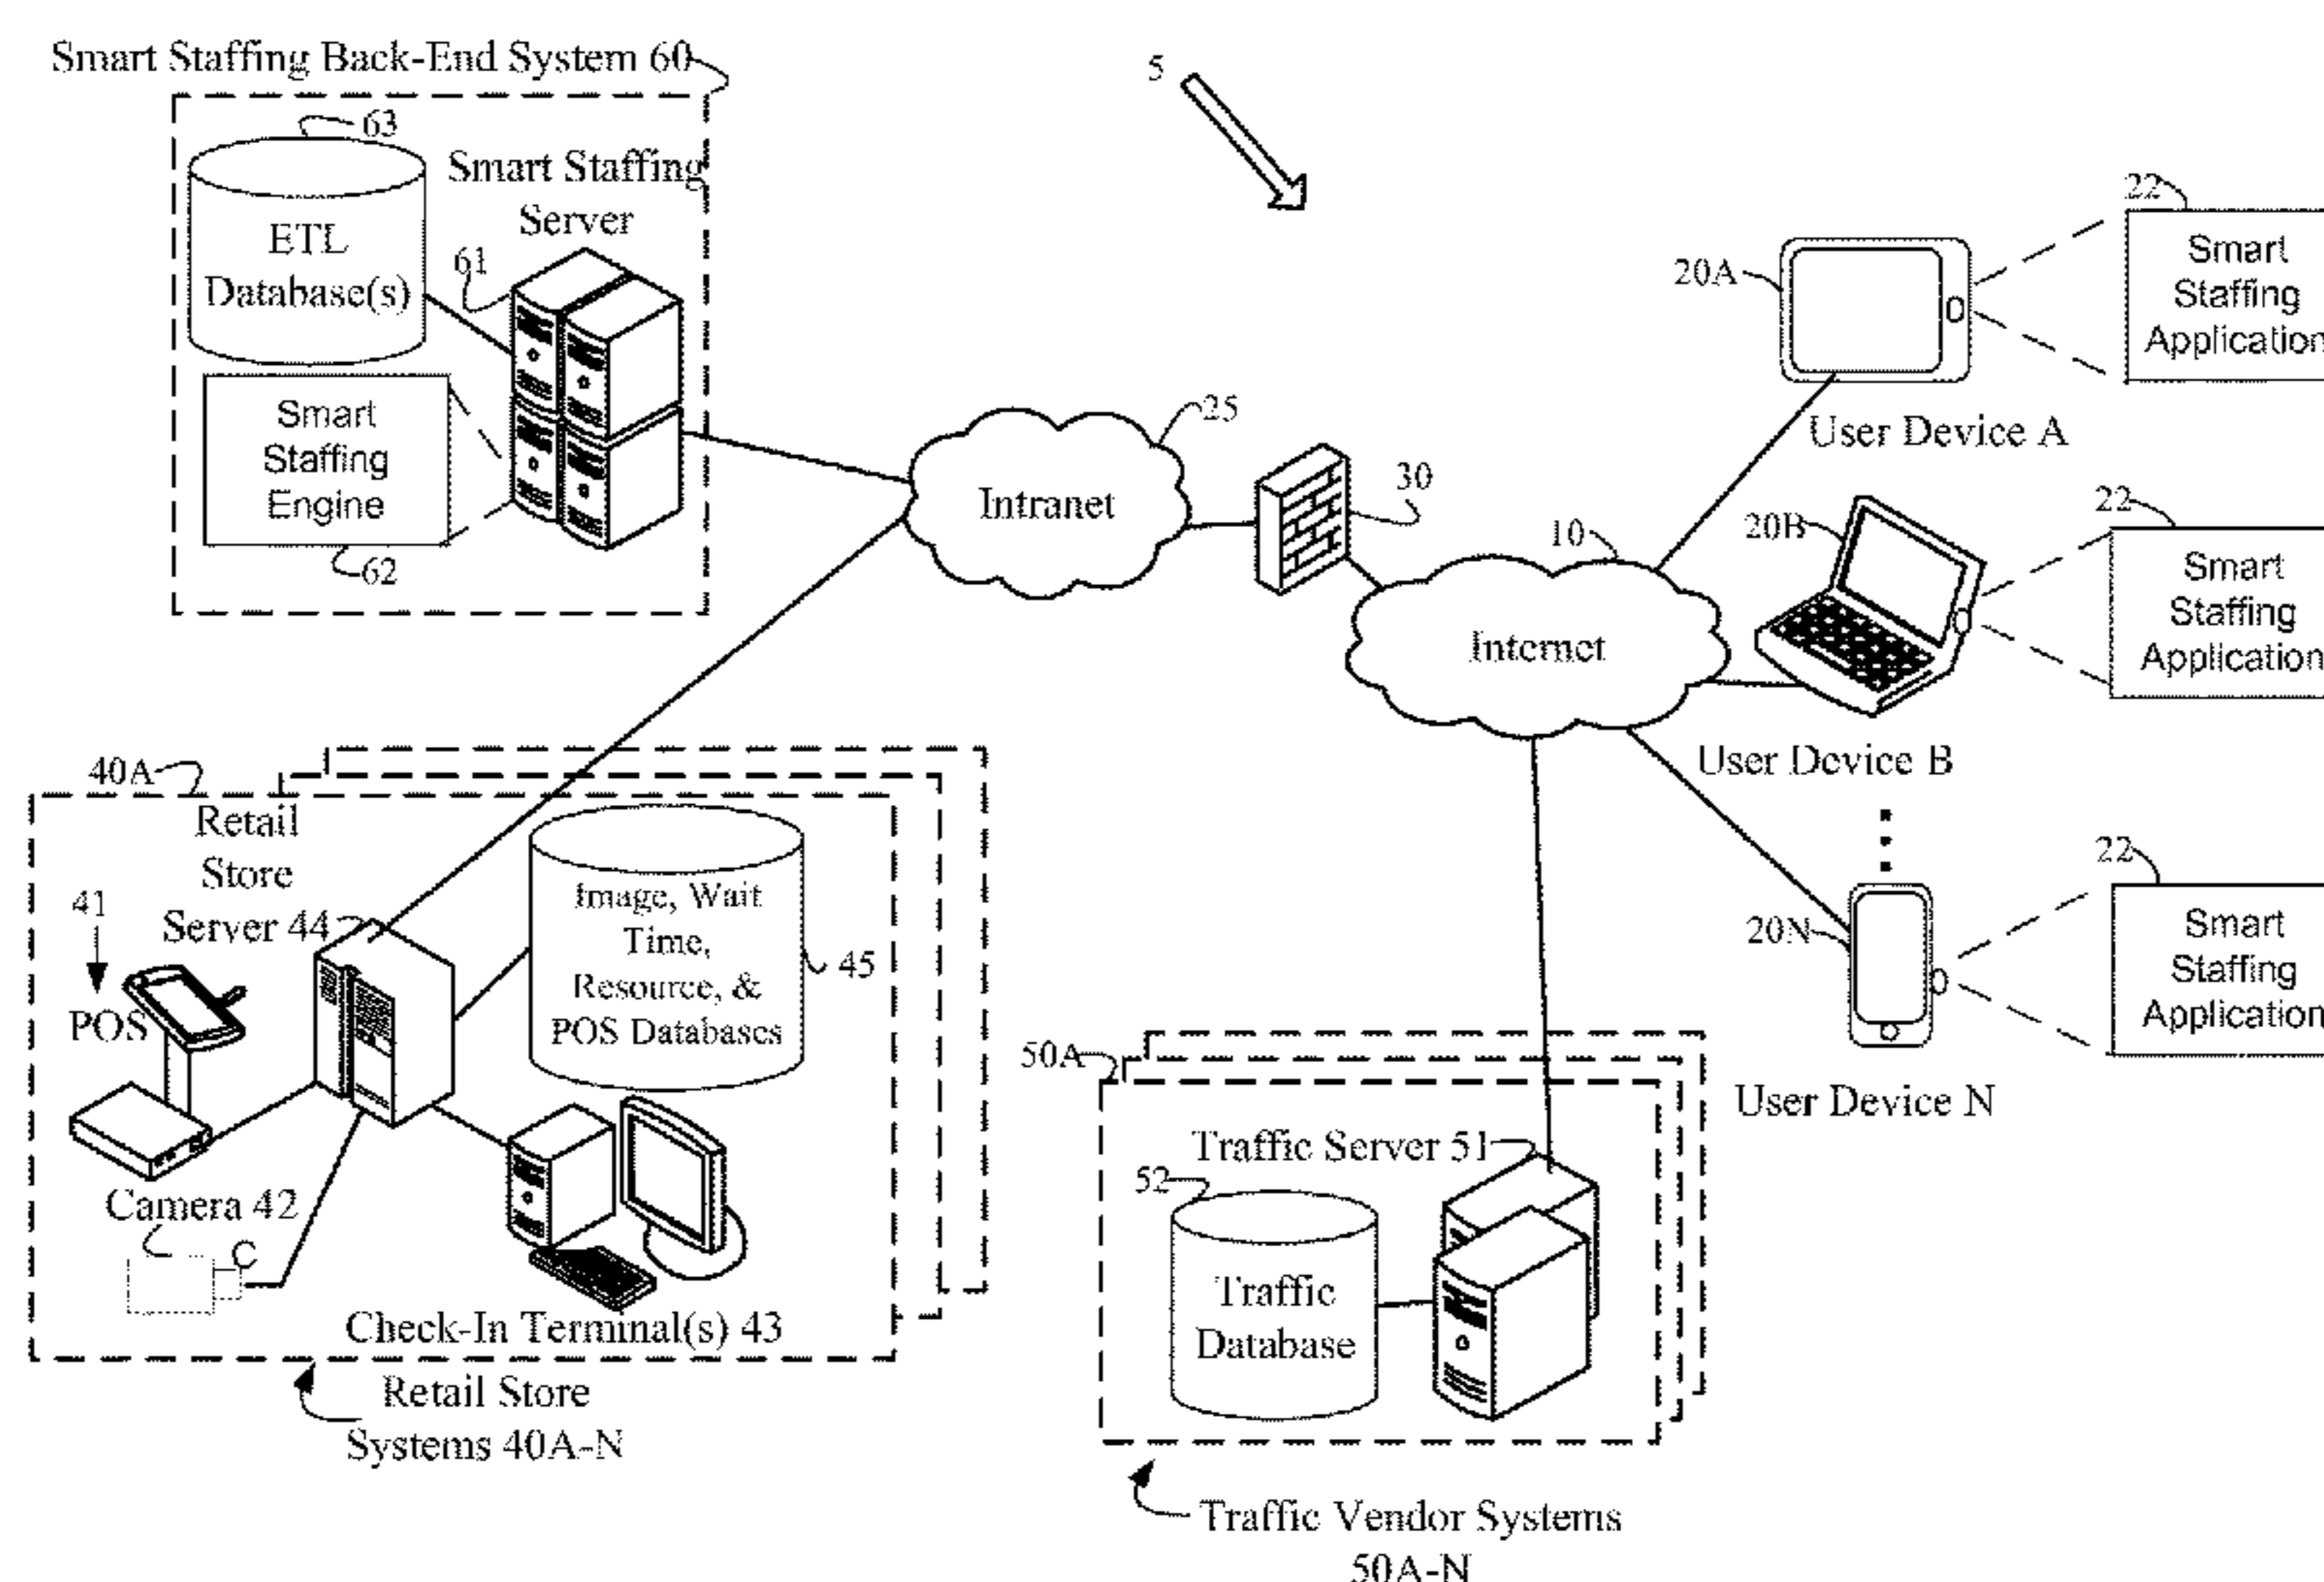 Smart Staffing Back-End System 60
63
Smart Staffing
Server
ETL
Database(s)
61
Smart
Staffing
Engine
62
5
25
Intranet
30
10
Internet
20A
User Device A
22
Smart
Staffing
Application
20B
User Device B
22
Smart
Staffing
Application
20N
User Device N
22
Smart
Staffing
Application
40A
Retail
Store
Server 44
41
POS
Image, Wait
Time,
Resource, &
POS Databases
45
Camera 42
Check-In Terminal(s) 43
Retail Store
Systems 40A-N
50A
Traffic Server 51
52
Traffic
Database
Traffic Vendor Systems
50A-N